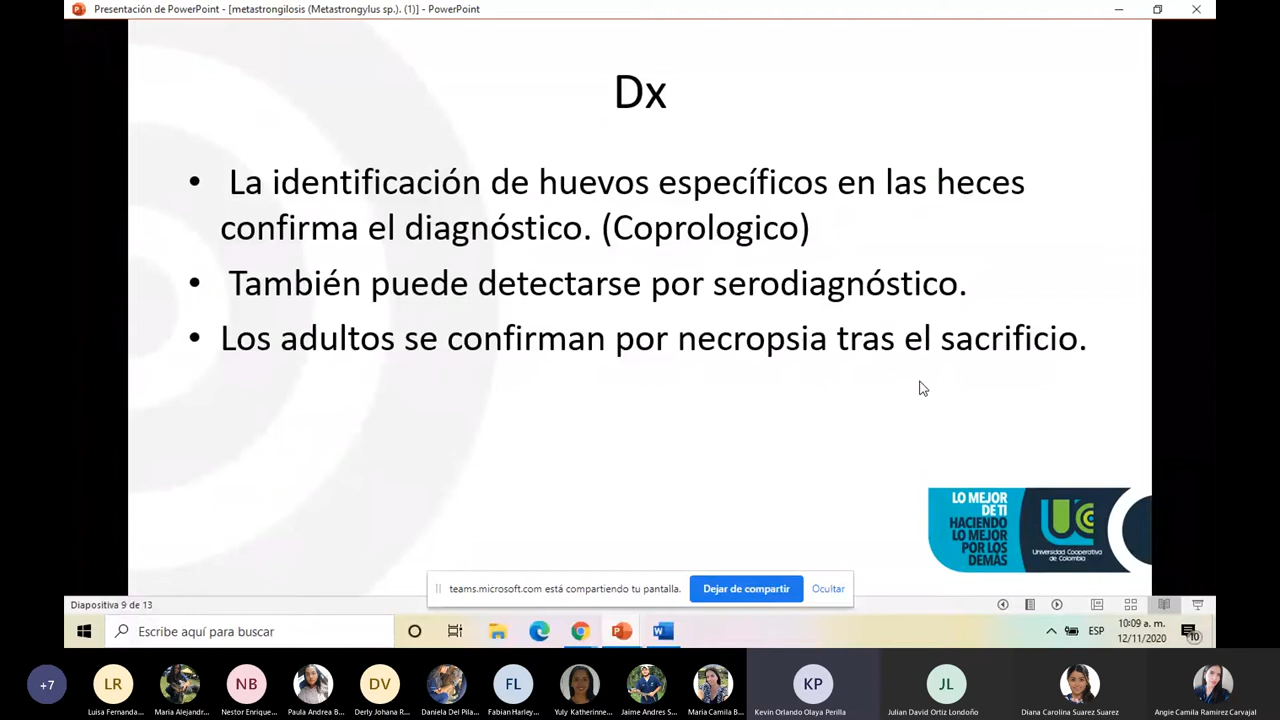 Presentación de PowerPoint - [metastrongilosis (Metastrongylus sp.). (1)] - PowerPoint
Dx
• La identificación de huevos específicos en las heces
confirma el diagnóstico. (Coprologico)
• También puede detectarse por serodiagnóstico.
• Los adultos se confirman por necropsia tras el sacrificio.
LO MEJOR
DE TI
HACIENDO
LO MEJOR
POR LOS
DEMÁS
Universidad Cooperativa
de Colombia
teams.microsoft.com está compartiendo tu pantalla.
Dejar de compartir
Ocultar
Diapositiva 9 de 13
Escribe aquí para buscar
ESP
10:09 a. m.
12/11/2020
10
+7
LR
NB
DV
FL
KP
JL
Luisa Fernanda...
Maria Alejandr...
Nestor Enrique...
Paula Andrea B...
Derly Johana R...
Daniela Del Pila...
Fabian Harley...
Yuly Katherinne...
Jaime Andres S...
Maria Camila B...
Kevin Orlando Olaya Perilla
Julian David Ortiz Londoño
Diana Carolina Suarez Suarez
Angie Camila Ramirez Carvajal